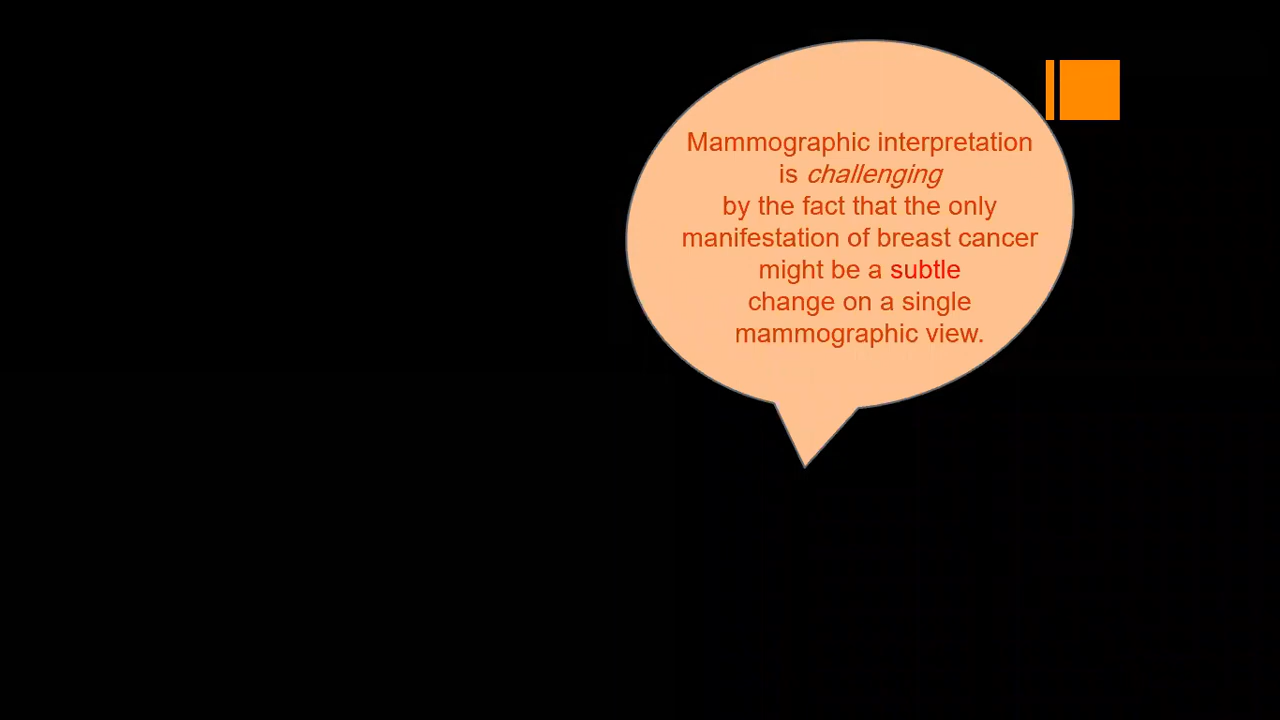 Mammographic interpretation
is challenging
by the fact that the only
manifestation of breast cancer
might be a subtle
change on a single
mammographic view.